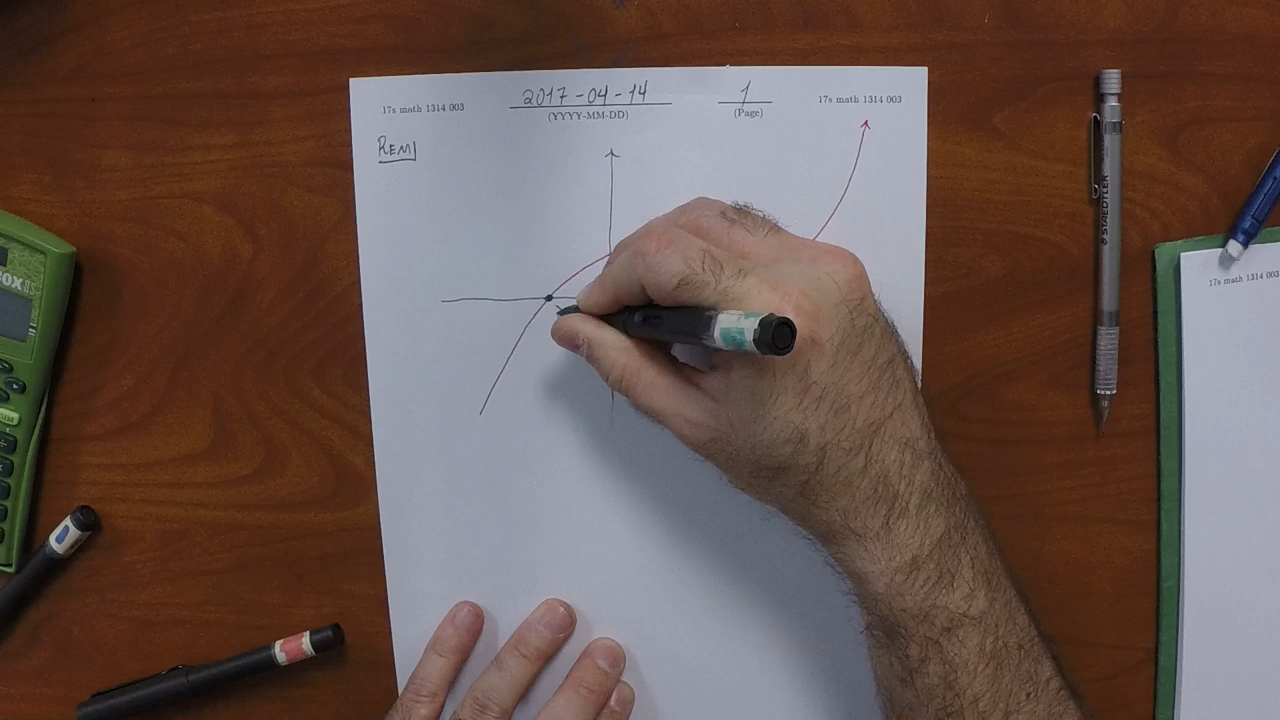 17s math 1314 003 2017-04-14 1 17s math 1314 003
(YYYY-MM-DD) (Page)
REM
STAEDTLER
17s math 1314 003
CLEAR